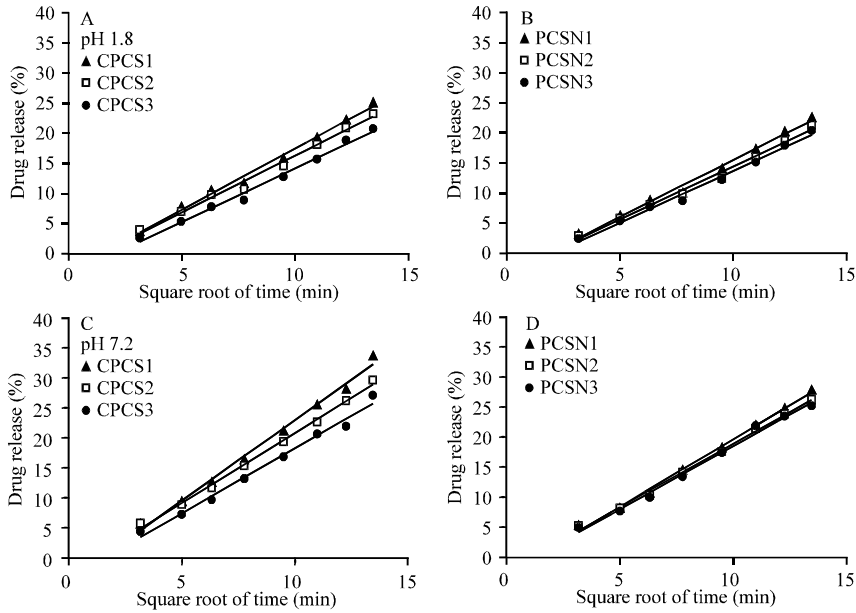 A
pH 1.8
CPCS1
CPCS2
CPCS3
Drug release (%)
40
35
30
25
20
15
10
5
0
0 5 10 15
Square root of time (min)
B
PCSN1
PCSN2
PCSN3
Drug release (%)
40
35
30
25
20
15
10
5
0
0 5 10 15
Square root of time (min)
C
pH 7.2
CPCS1
CPCS2
CPCS3
Drug release (%)
40
35
30
25
20
15
10
5
0
0 5 10 15
Square root of time (min)
D
PCSN1
PCSN2
PCSN3
Drug release (%)
40
35
30
25
20
15
10
5
0
0 5 10 15
Square root of time (min)